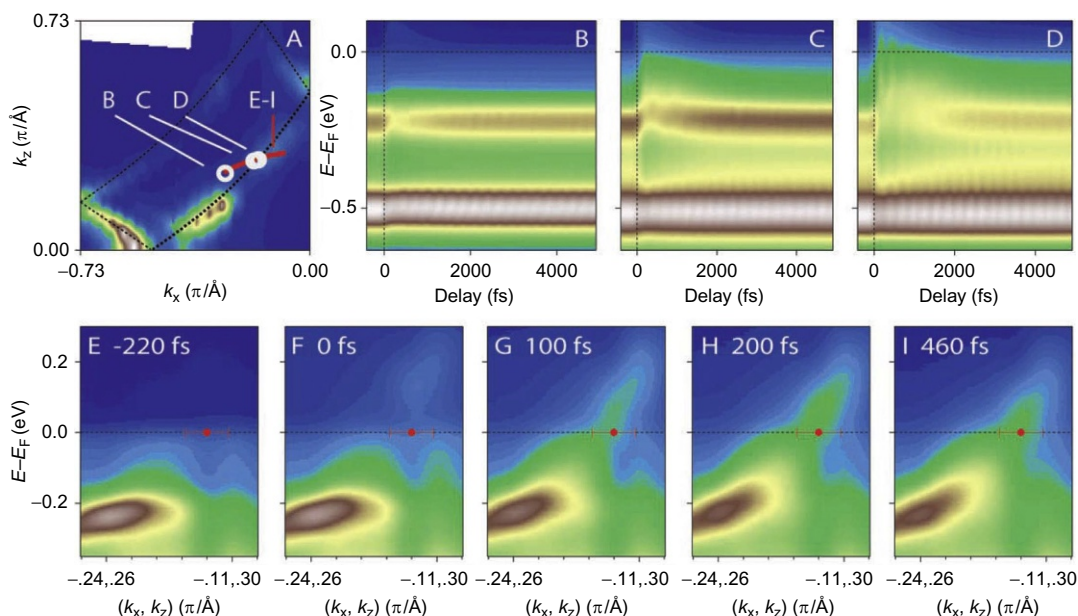 A
B
C
D
E-I
0.73
0.00
−0.73
0.00
k_z (π/Å)
k_x (π/Å)
B
0.0
−0.5
E−E_F (eV)
0
2000
4000
Delay (fs)
C
0
2000
4000
Delay (fs)
D
0
2000
4000
Delay (fs)
E -220 fs
0.2
0.0
−0.2
E−E_F (eV)
−.24,.26
−.11,.30
(k_x, k_z) (π/Å)
F 0 fs
−.24,.26
−.11,.30
(k_x, k_z) (π/Å)
G 100 fs
−.24,.26
−.11,.30
(k_x, k_z) (π/Å)
H 200 fs
−.24,.26
−.11,.30
(k_x, k_z) (π/Å)
I 460 fs
−.24,.26
−.11,.30
(k_x, k_z) (π/Å)